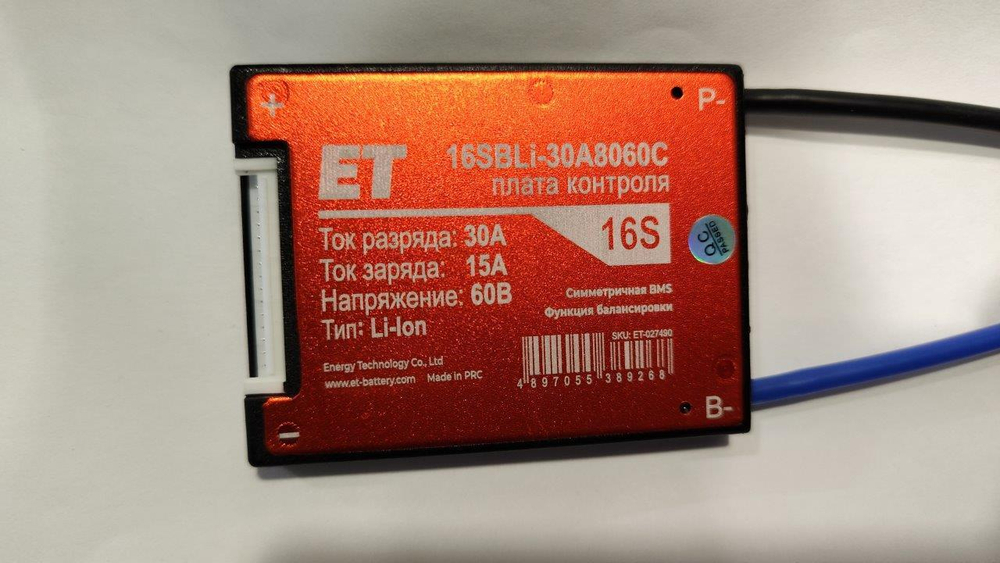 +
P-
ET
16SBLi-30A8060C
плата контроля
16S
Ток разряда: 30А
Ток заряда: 15А
Напряжение: 60В
Тип: Li-Ion
QC
PASSED
Симметричная BMS
Функция балансировки
SKU: ET-027490
Energy Technology Co., Ltd
www.et-battery.com Made in PRC
4 897055 389268
B-
−